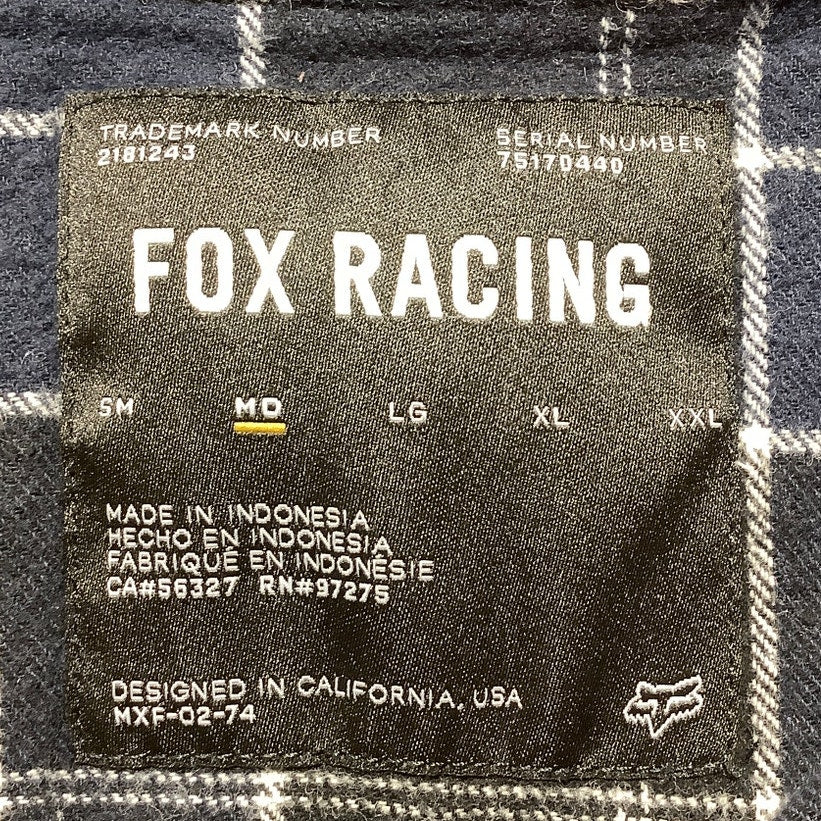 TRADEMARK NUMBER
2181243
SERIAL NUMBER
75170440
FOX RACING
SM MD LG XL XXL
MADE IN INDONESIA
HECHO EN INDONESIA
FABRIQUÉ EN INDONÉSIE
CA#56327 RN#97275
DESIGNED IN CALIFORNIA, USA
MXF-02-74